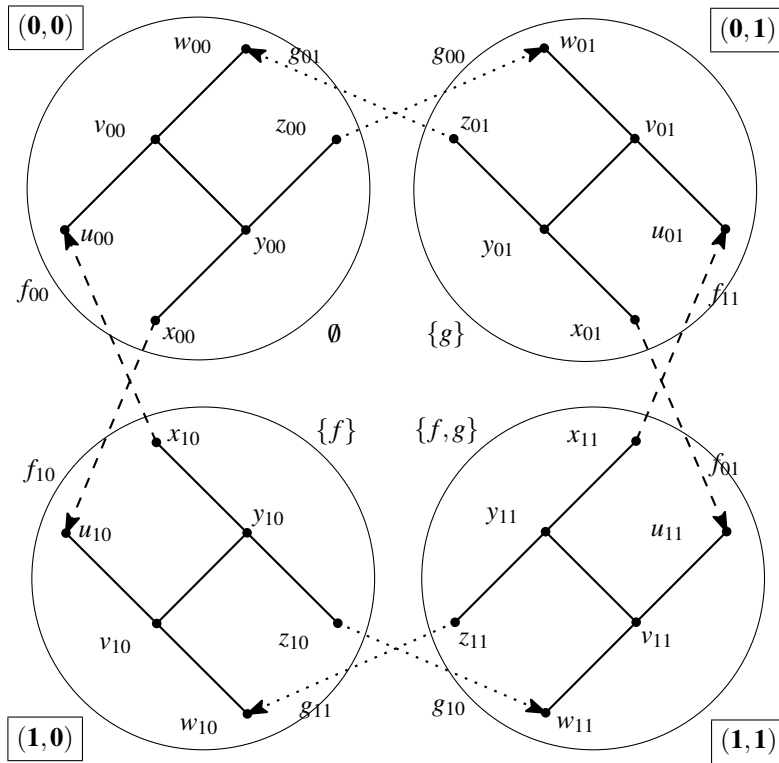 (0,0)
w₀₀
g₀₁
g₀₀
w₀₁
(0,1)
v₀₀
z₀₀
z₀₁
v₀₁
u₀₀
y₀₀
y₀₁
u₀₁
f₀₀
f₁₁
x₀₀
∅
{g}
x₀₁
x₁₀
{f}
{f,g}
x₁₁
f₁₀
f₀₁
u₁₀
y₁₀
y₁₁
u₁₁
v₁₀
z₁₀
z₁₁
v₁₁
g₁₁
g₁₀
w₁₀
w₁₁
(1,0)
(1,1)